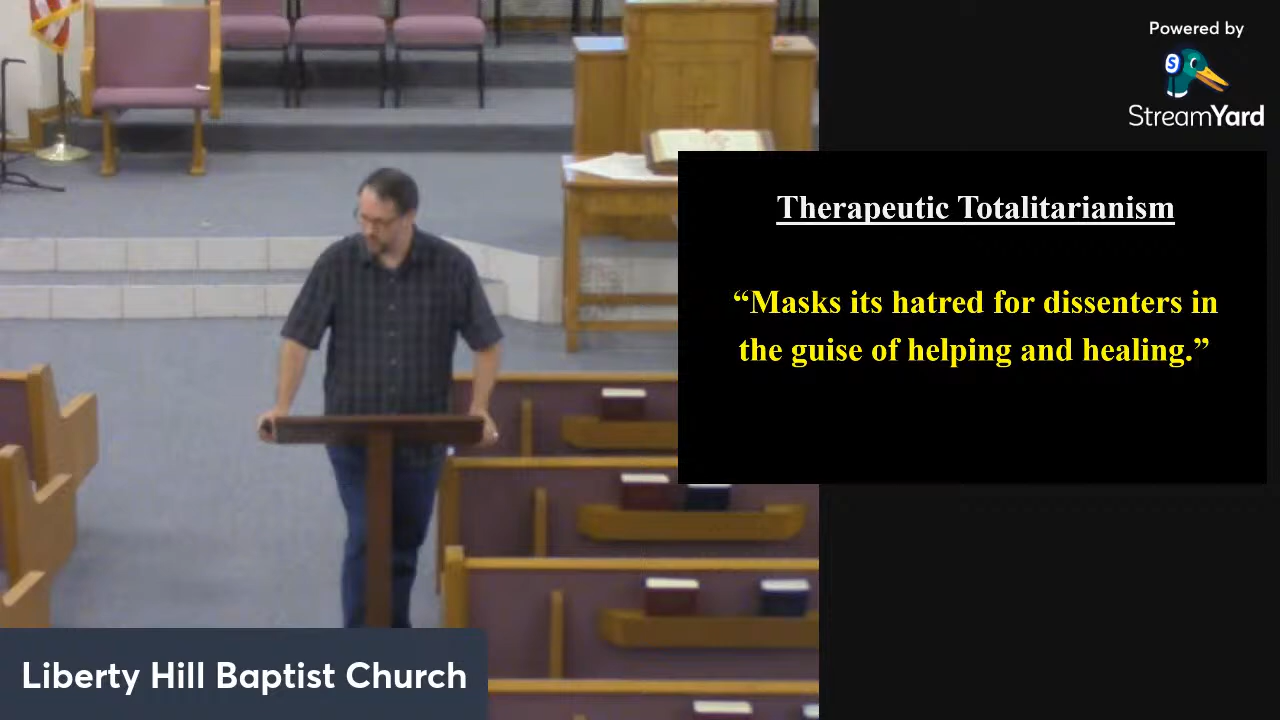 Powered by
StreamYard
Therapeutic Totalitarianism
“Masks its hatred for dissenters in
the guise of helping and healing.”
Liberty Hill Baptist Church